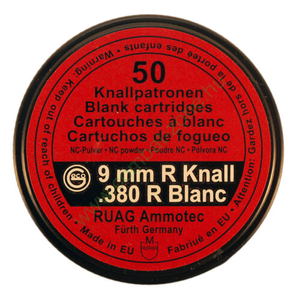 50
Knallpatronen
Blank cartridges
Cartouches à blanc
Cartuchos de fogueo
NC-Pulver • NC powder • Poudre NC • Pólvora NC
GECO
9 mm R Knall
.380 R Blanc
RUAG Ammotec
Fürth Germany
M
• Warning: Keep out of reach of children.
• Attention: Garder hors de la portée des enfants
• Made in EU
Fabriqué en EU •